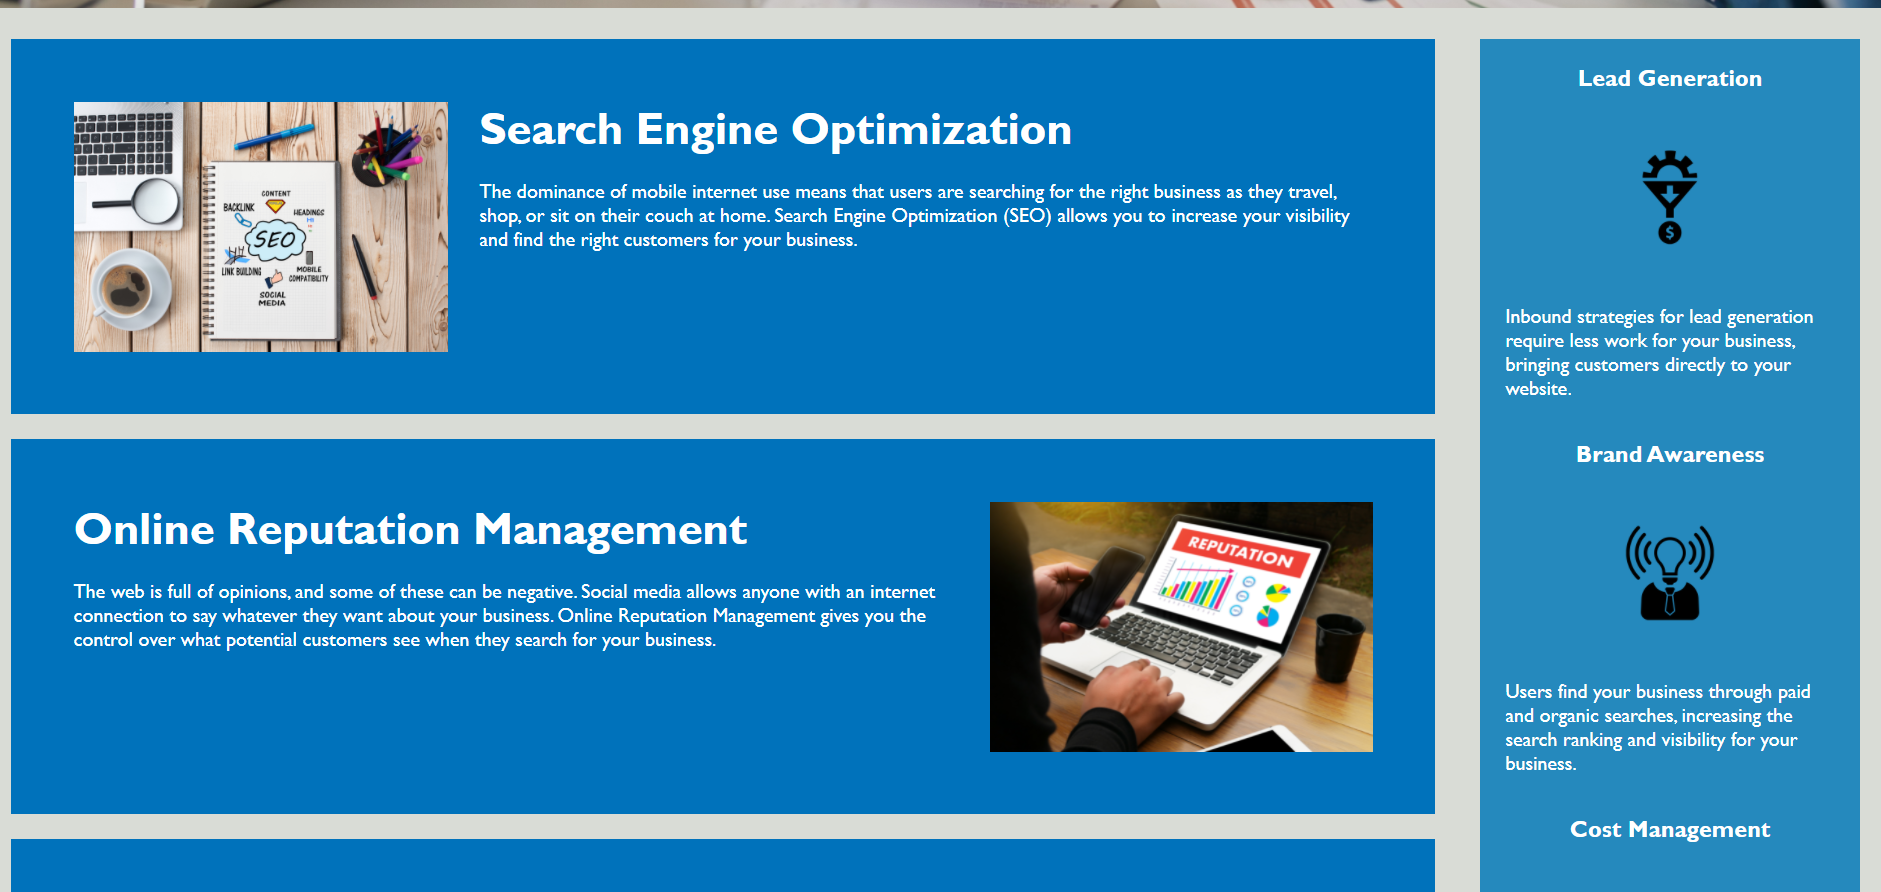 Search Engine Optimization
The dominance of mobile internet use means that users are searching for the right business as they travel,
shop, or sit on their couch at home. Search Engine Optimization (SEO) allows you to increase your visibility
and find the right customers for your business.
CONTENT
BACKLINK
HEADINGS
SEO
LINK BUILDING
MOBILE
COMPATIBILITY
SOCIAL
MEDIA
Online Reputation Management
The web is full of opinions, and some of these can be negative. Social media allows anyone with an internet
connection to say whatever they want about your business. Online Reputation Management gives you the
control over what potential customers see when they search for your business.
REPUTATION
Lead Generation
$
Inbound strategies for lead generation
require less work for your business,
bringing customers directly to your
website.
Brand Awareness
Users find your business through paid
and organic searches, increasing the
search ranking and visibility for your
business.
Cost Management